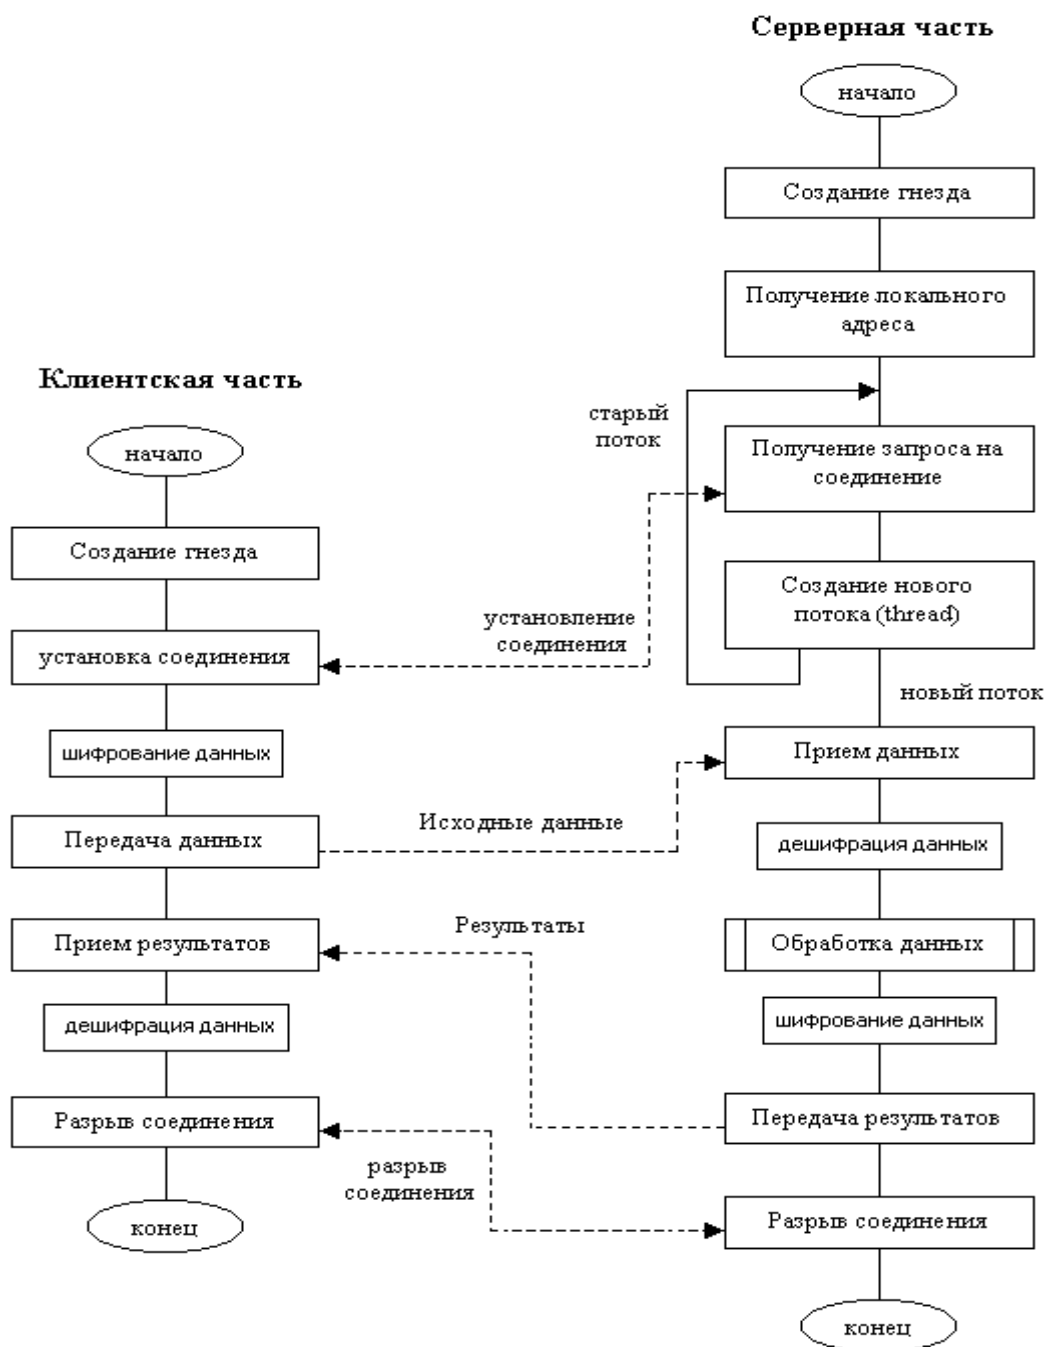 Серверная часть
начало
Создание гнезда
Получение локального
адреса
Клиентская часть
старый
поток
начало
Получение запроса на
соединение
Создание гнезда
Создание нового
потока (thread)
установление
соединения
установка соединения
новый поток
шифрование данных
Прием данных
Исходные данные
Передача данных
дешифрация данных
Результаты
Прием результатов
Обработка данных
дешифрация данных
шифрование данных
Разрыв соединения
Передача результатов
разрыв
соединения
конец
Разрыв соединения
конец